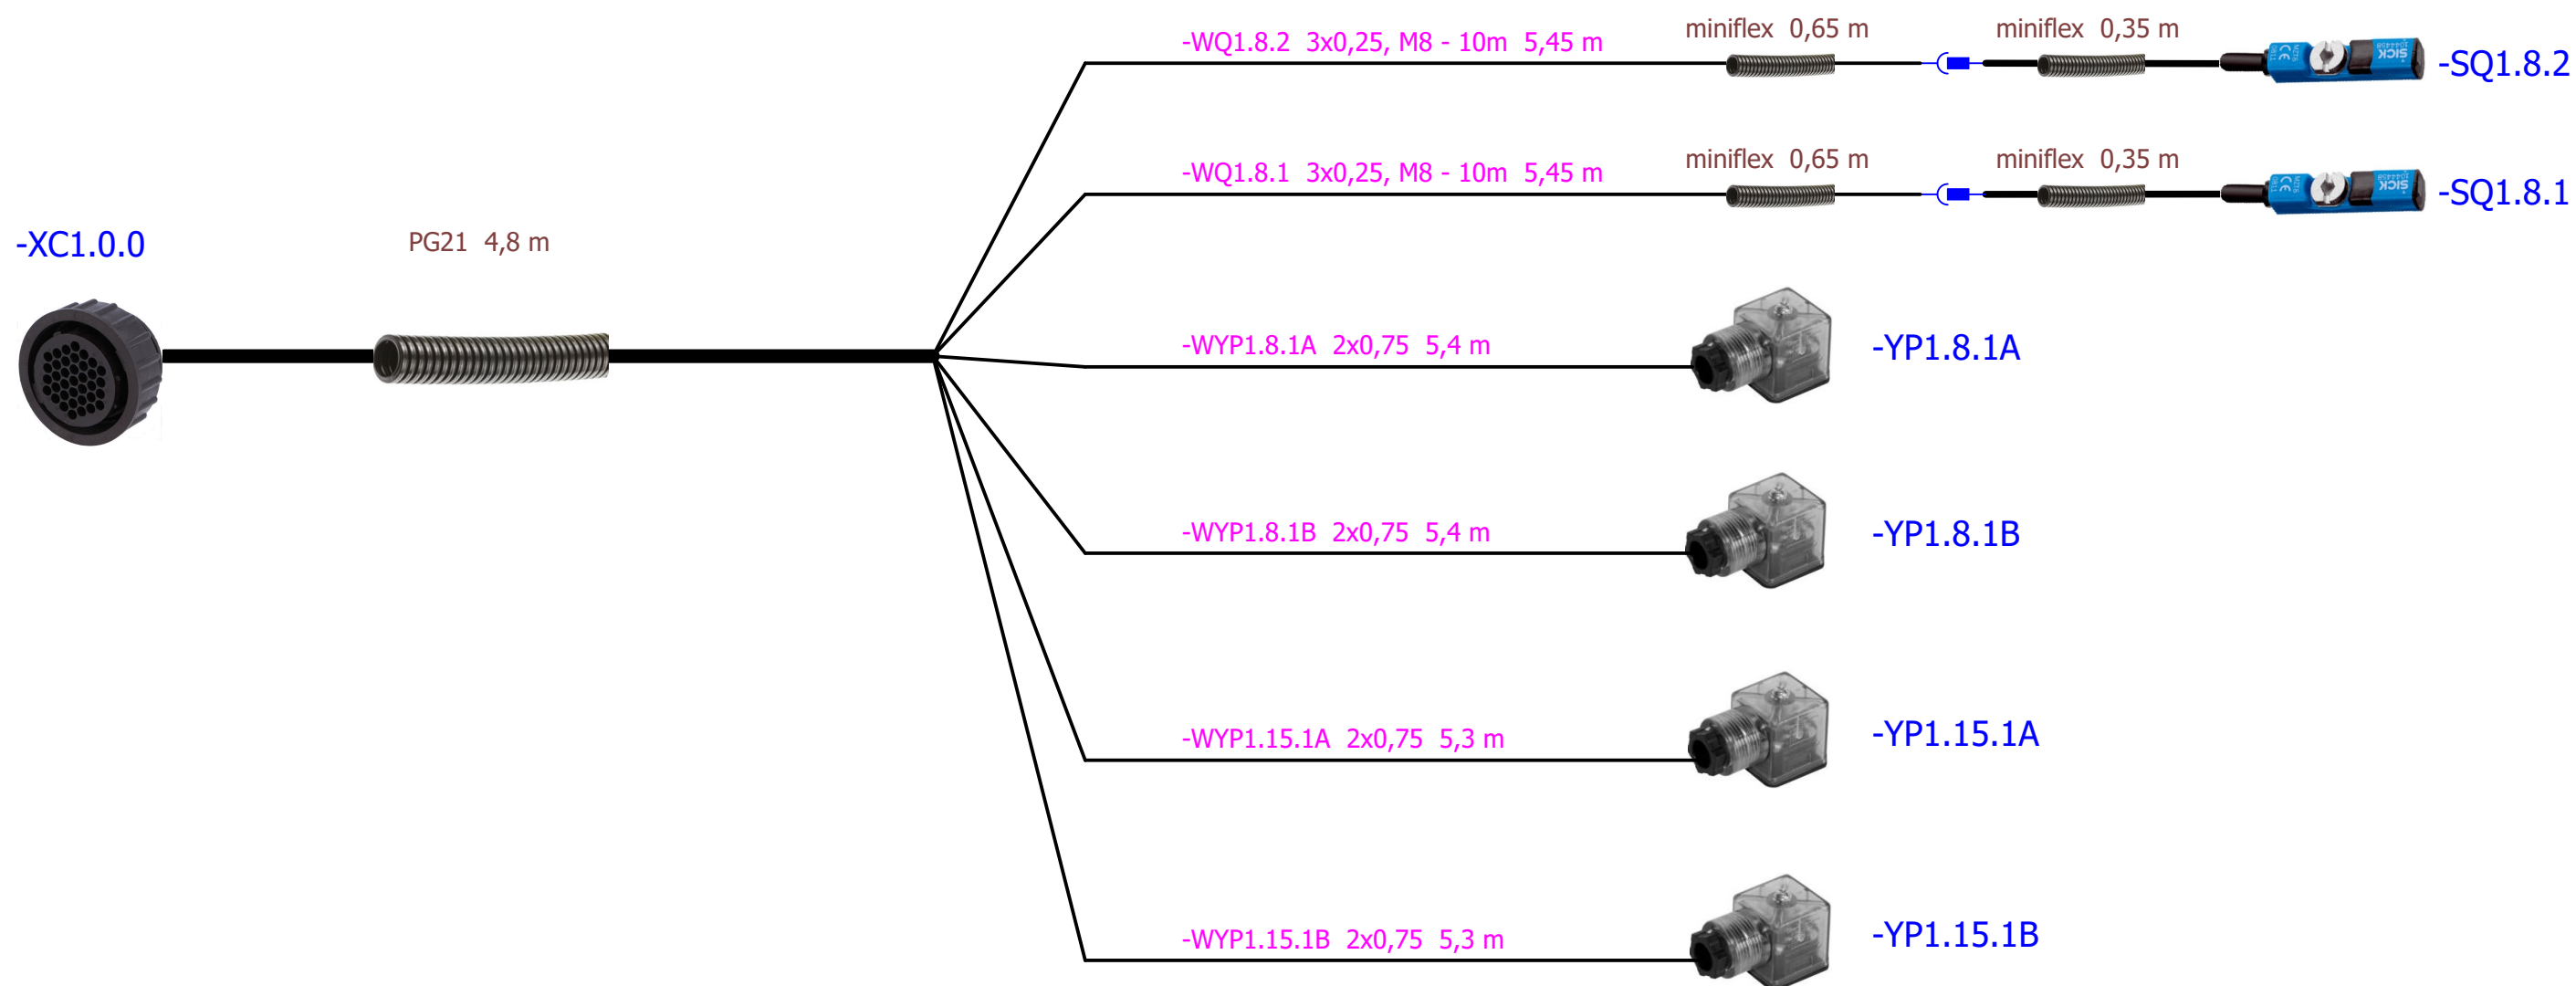 -WQ1.8.2 3x0,25, M8 - 10m 5,45 m
miniflex 0,65 m
miniflex 0,35 m
SICK
-SQ1.8.2
-WQ1.8.1 3x0,25, M8 - 10m 5,45 m
miniflex 0,65 m
miniflex 0,35 m
SICK
-SQ1.8.1
-XC1.0.0
PG21 4,8 m
-WYP1.8.1A 2x0,75 5,4 m
-YP1.8.1A
-WYP1.8.1B 2x0,75 5,4 m
-YP1.8.1B
-WYP1.15.1A 2x0,75 5,3 m
-YP1.15.1A
-WYP1.15.1B 2x0,75 5,3 m
-YP1.15.1B